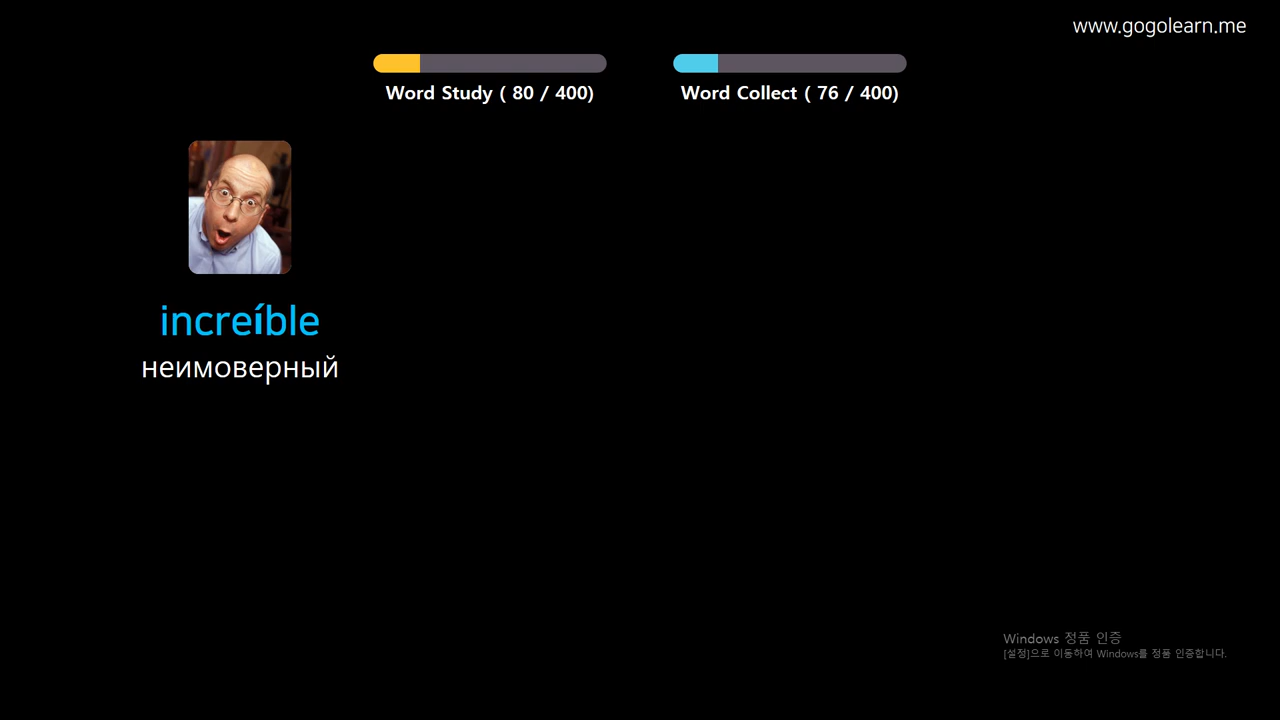 www.gogolearn.me
Word Study ( 80 / 400)
Word Collect ( 76 / 400)
increíble
неимоверный
Windows 정품 인증
[설정]으로 이동하여 Windows를 정품 인증합니다.